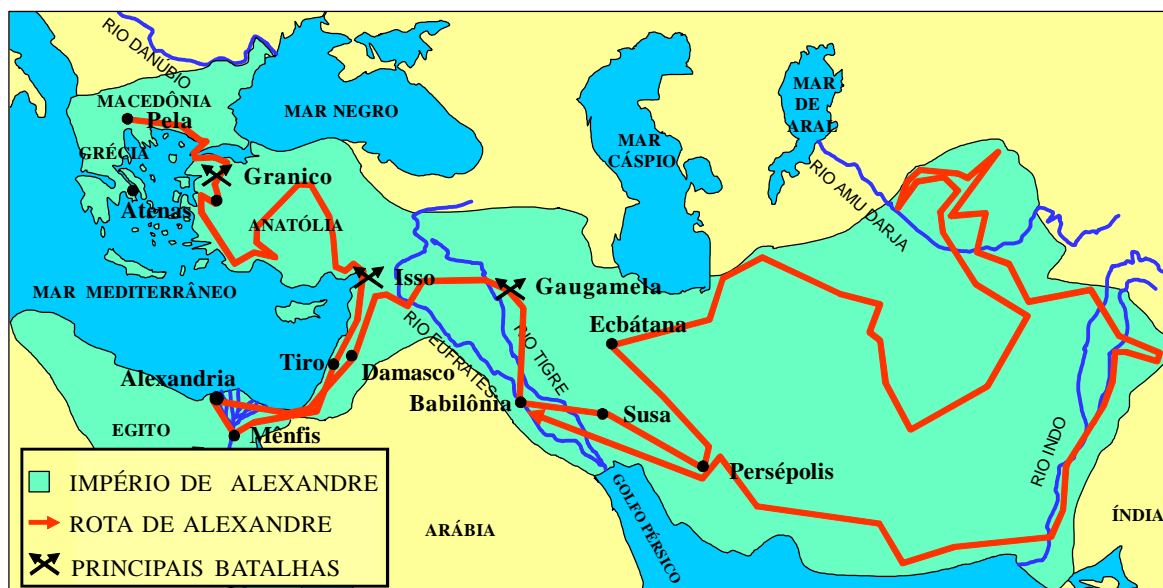 RIO DANUBIO
MACEDÔNIA
Pela
GRÉCIA
Atenas
MAR NEGRO
Granico
ANATÓLIA
MAR
CÁSPIO
MAR
DE
ARAL
RIO AMU DARJA
MAR MEDITERRÂNEO
Isso
Gaugamela
Ecbátana
RIO EUFRATES
RIO TIGRE
Tiro
Damasco
Alexandria
Babilônia
Susa
EGITO
Mênfis
Persépolis
RIO INDO
GOLFO PÉRSICO
ARÁBIA
ÍNDIA
IMPÉRIO DE ALEXANDRE
ROTA DE ALEXANDRE
PRINCIPAIS BATALHAS